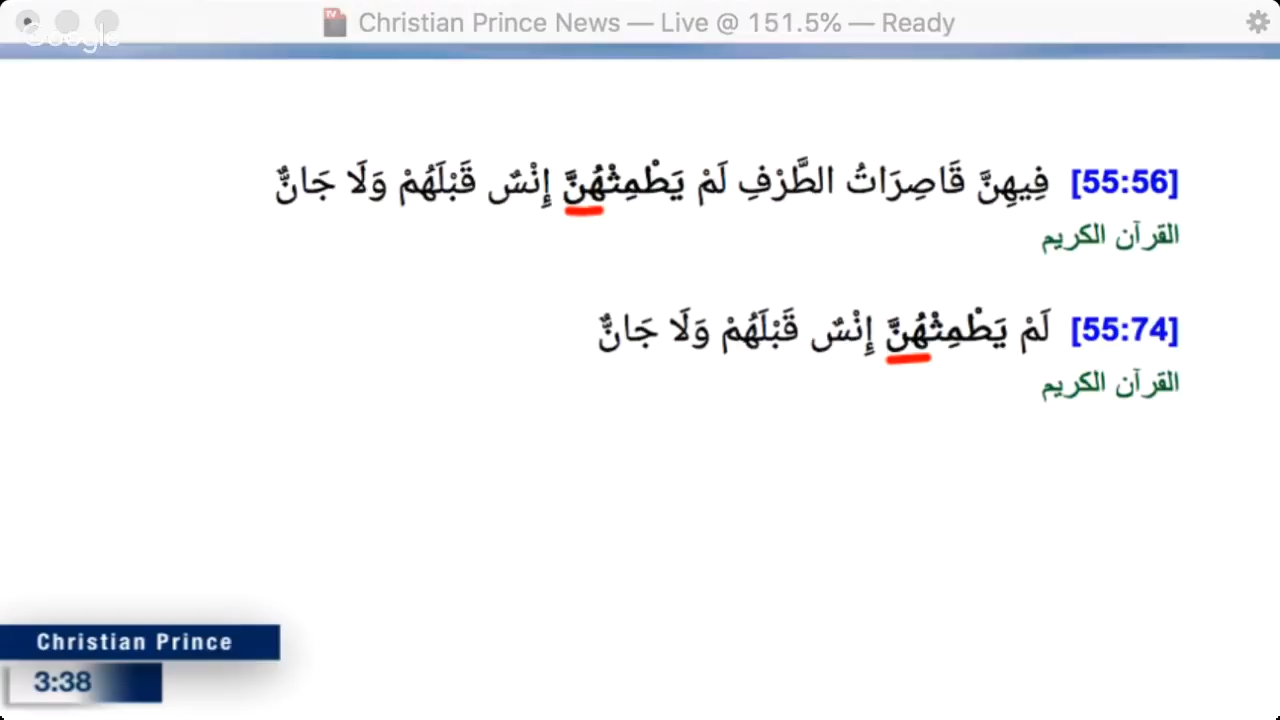 Christian Prince News — Live @ 151.5% — Ready
Google
[55:56] فِيهِنَّ قَاصِرَاتُ الطَّرْفِ لَمْ يَطْمِثْهُنَّ إِنْسٌ قَبْلَهُمْ وَلَا جَانٌّ
القرآن الكريم
[55:74] لَمْ يَطْمِثْهُنَّ إِنْسٌ قَبْلَهُمْ وَلَا جَانٌّ
القرآن الكريم
Christian Prince
3:38